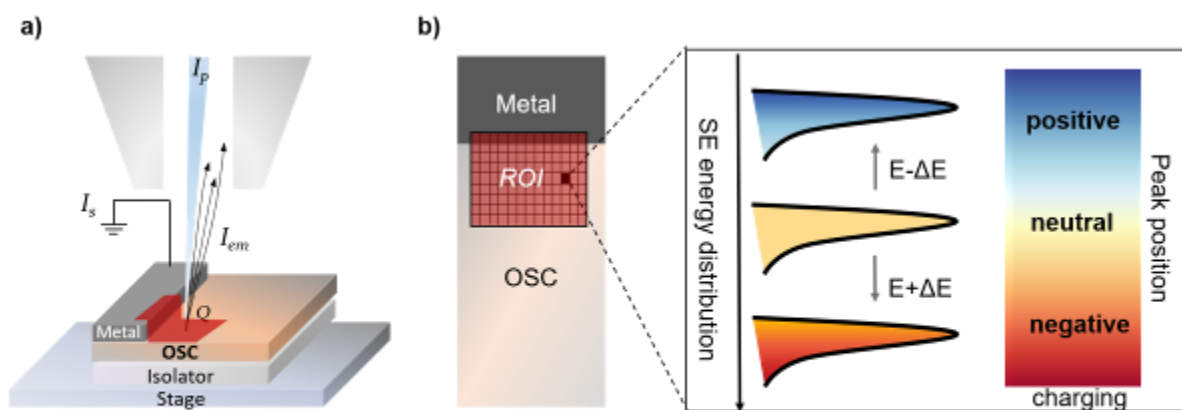 a)
I_p
I_s
I_em
Q
Metal
OSC
Isolator
Stage
b)
Metal
ROI
OSC
SE energy distribution
E-ΔE
E+ΔE
positive
neutral
negative
charging
Peak position